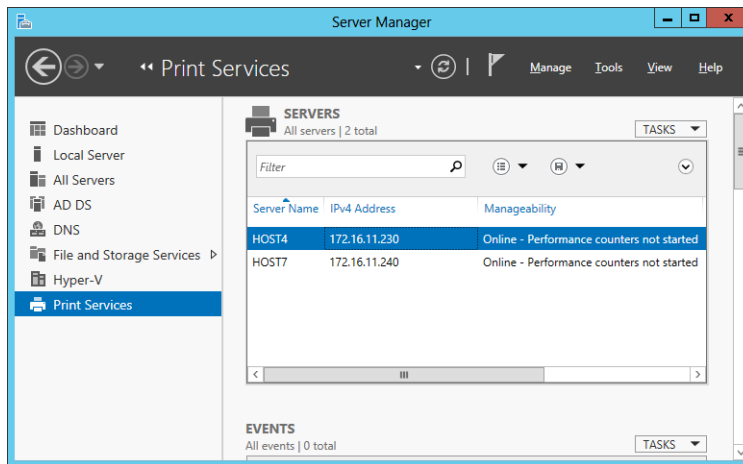 Server Manager
Print Services
Manage Tools View Help
Dashboard
Local Server
All Servers
AD DS
DNS
File and Storage Services
Hyper-V
Print Services
SERVERS
All servers | 2 total
TASKS
Filter
Server Name IPv4 Address Manageability
HOST4 172.16.11.230 Online - Performance counters not started
HOST7 172.16.11.240 Online - Performance counters not started
EVENTS
All events | 0 total
TASKS